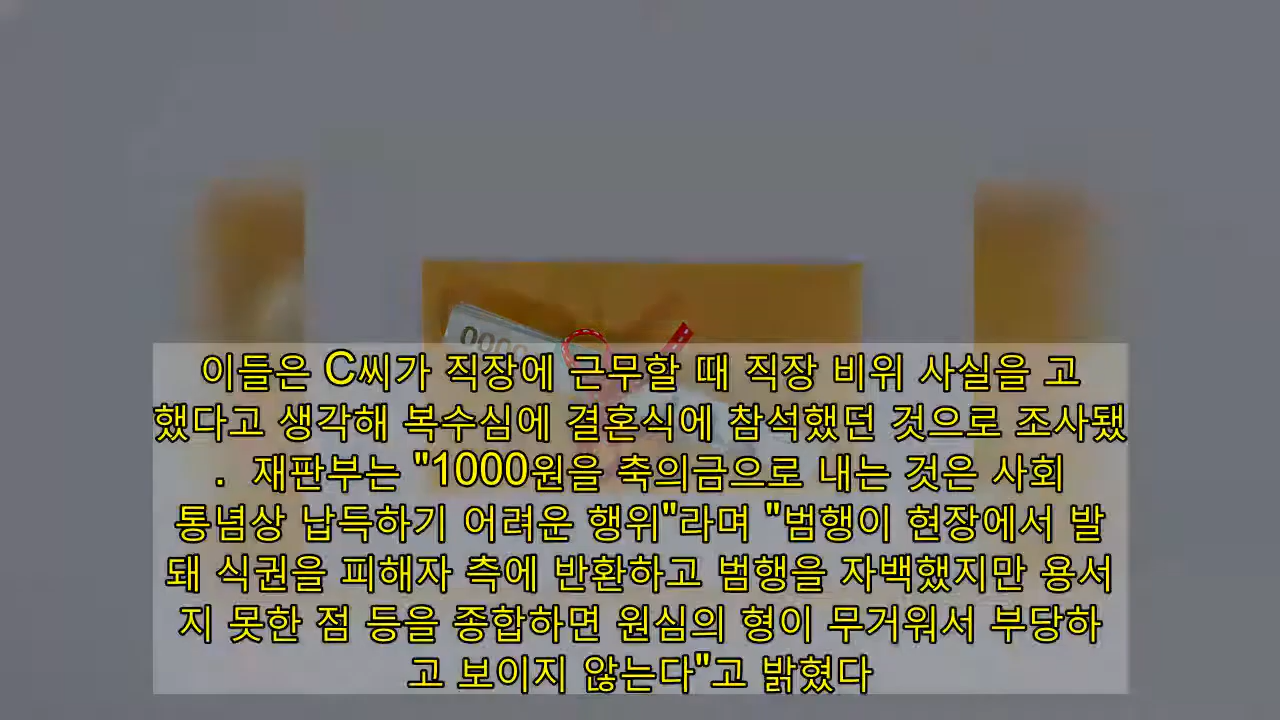 0000
이들은 C씨가 직장에 근무할 때 직장 비위 사실을 고
했다고 생각해 복수심에 결혼식에 참석했던 것으로 조사됐
. 재판부는 "1000원을 축의금으로 내는 것은 사회
통념상 납득하기 어려운 행위"라며 "범행이 현장에서 발
돼 식권을 피해자 측에 반환하고 범행을 자백했지만 용서
지 못한 점 등을 종합하면 원심의 형이 무거워서 부당하
고 보이지 않는다"고 밝혔다